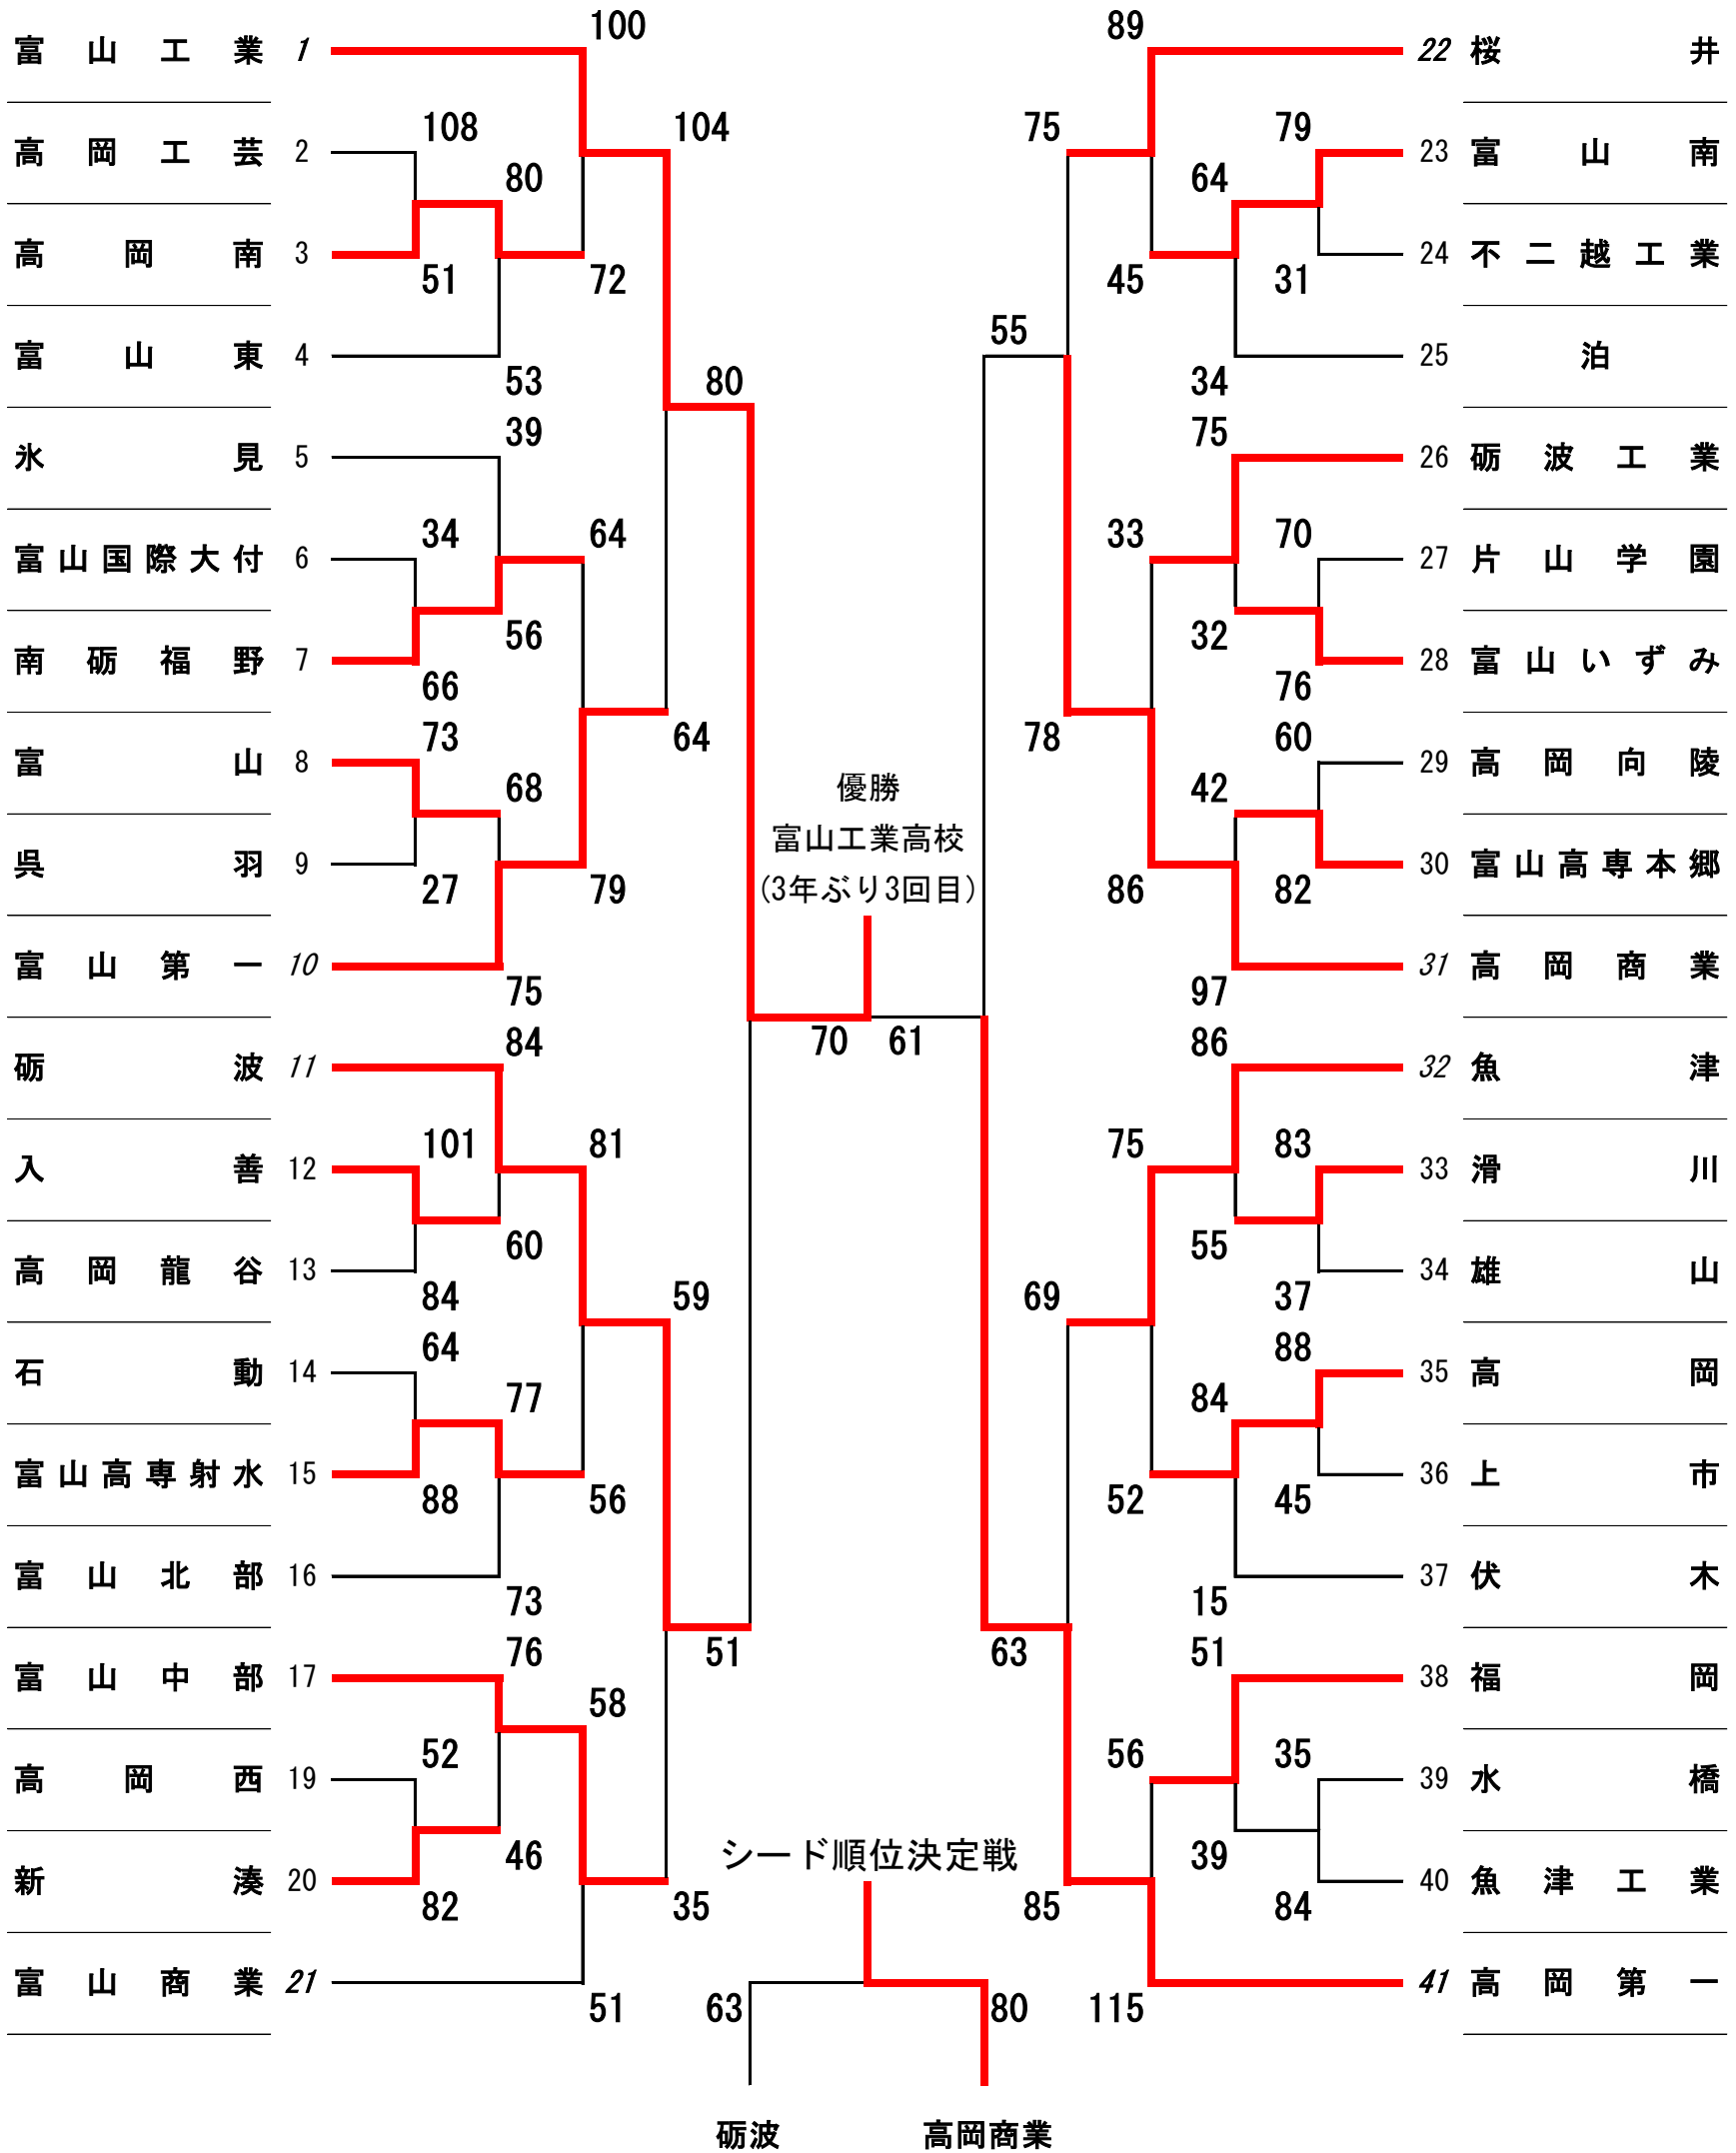 富山工業 1
高岡工芸 2
高岡南 3
富山東 4
氷見 5
富山国際大付 6
南砺福野 7
富山 8
呉羽 9
富山第一 10
砺波 11
入善 12
高岡龍谷 13
石動 14
富山高専射水 15
富山北部 16
富山中部 17
高岡西 19
新湊 20
富山商業 21
108
51
34
66
73
27
101
84
64
88
52
82
80
53
39
56
68
75
84
60
77
73
76
46
100
72
64
79
81
56
58
51
104
64
59
35
80
51
優勝
富山工業高校
(3年ぶり3回目)
70 61
シード順位決定戦
63 80
砺波 高岡商業
55
63
75
78
69
85
89
45
33
86
75
52
56
115
64
34
75
32
42
97
86
55
84
15
51
39
79
31
70
76
60
82
83
37
88
45
35
84
22 桜井
23 富山南
24 不二越工業
25 泊
26 砺波工業
27 片山学園
28 富山いずみ
29 高岡向陵
30 富山高専本郷
31 高岡商業
32 魚津
33 滑川
34 雄山
35 高岡
36 上市
37 伏木
38 福岡
39 水橋
40 魚津工業
41 高岡第一